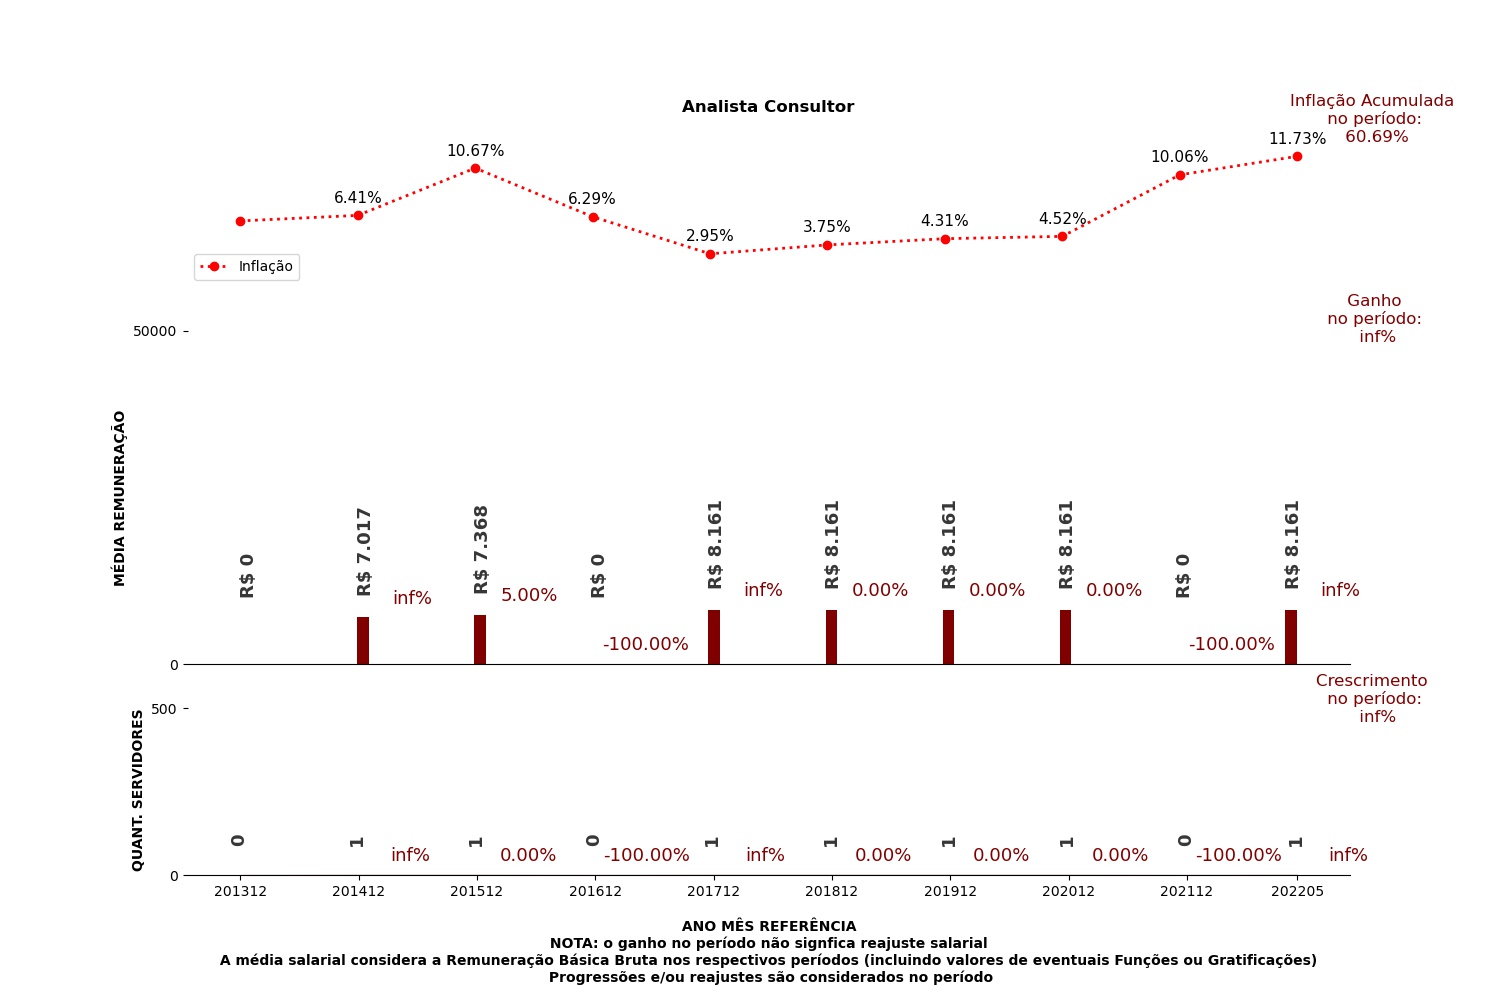 Analista Consultor
Inflação Acumulada
no período:
60.69%
6.41%
10.67%
6.29%
2.95%
3.75%
4.31%
4.52%
10.06%
11.73%
Inflação
Ganho
no período:
inf%
50000
0
MÉDIA REMUNERAÇÃO
R$ 0
R$ 7.017
R$ 7.368
R$ 0
R$ 8.161
R$ 8.161
R$ 8.161
R$ 8.161
R$ 0
R$ 8.161
inf%
5.00%
-100.00%
inf%
0.00%
0.00%
0.00%
-100.00%
inf%
Crescrimento
no período:
inf%
500
0
QUANT. SERVIDORES
0
1
1
0
1
1
1
1
0
1
inf%
0.00%
-100.00%
inf%
0.00%
0.00%
0.00%
-100.00%
inf%
201312
201412
201512
201612
201712
201812
201912
202012
202112
202205
ANO MÊS REFERÊNCIA
NOTA: o ganho no período não signfica reajuste salarial
A média salarial considera a Remuneração Básica Bruta nos respectivos períodos (incluindo valores de eventuais Funções ou Gratificações)
Progressões e/ou reajustes são considerados no período